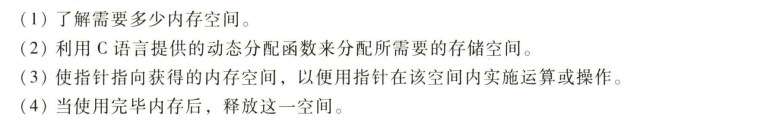 (1) 了解需要多少内存空间。
(2) 利用 C 语言提供的动态分配函数来分配所需要的存储空间。
(3) 使指针指向获得的内存空间，以便用指针在该空间内实施运算或操作。
(4) 当使用完毕内存后，释放这一空间。